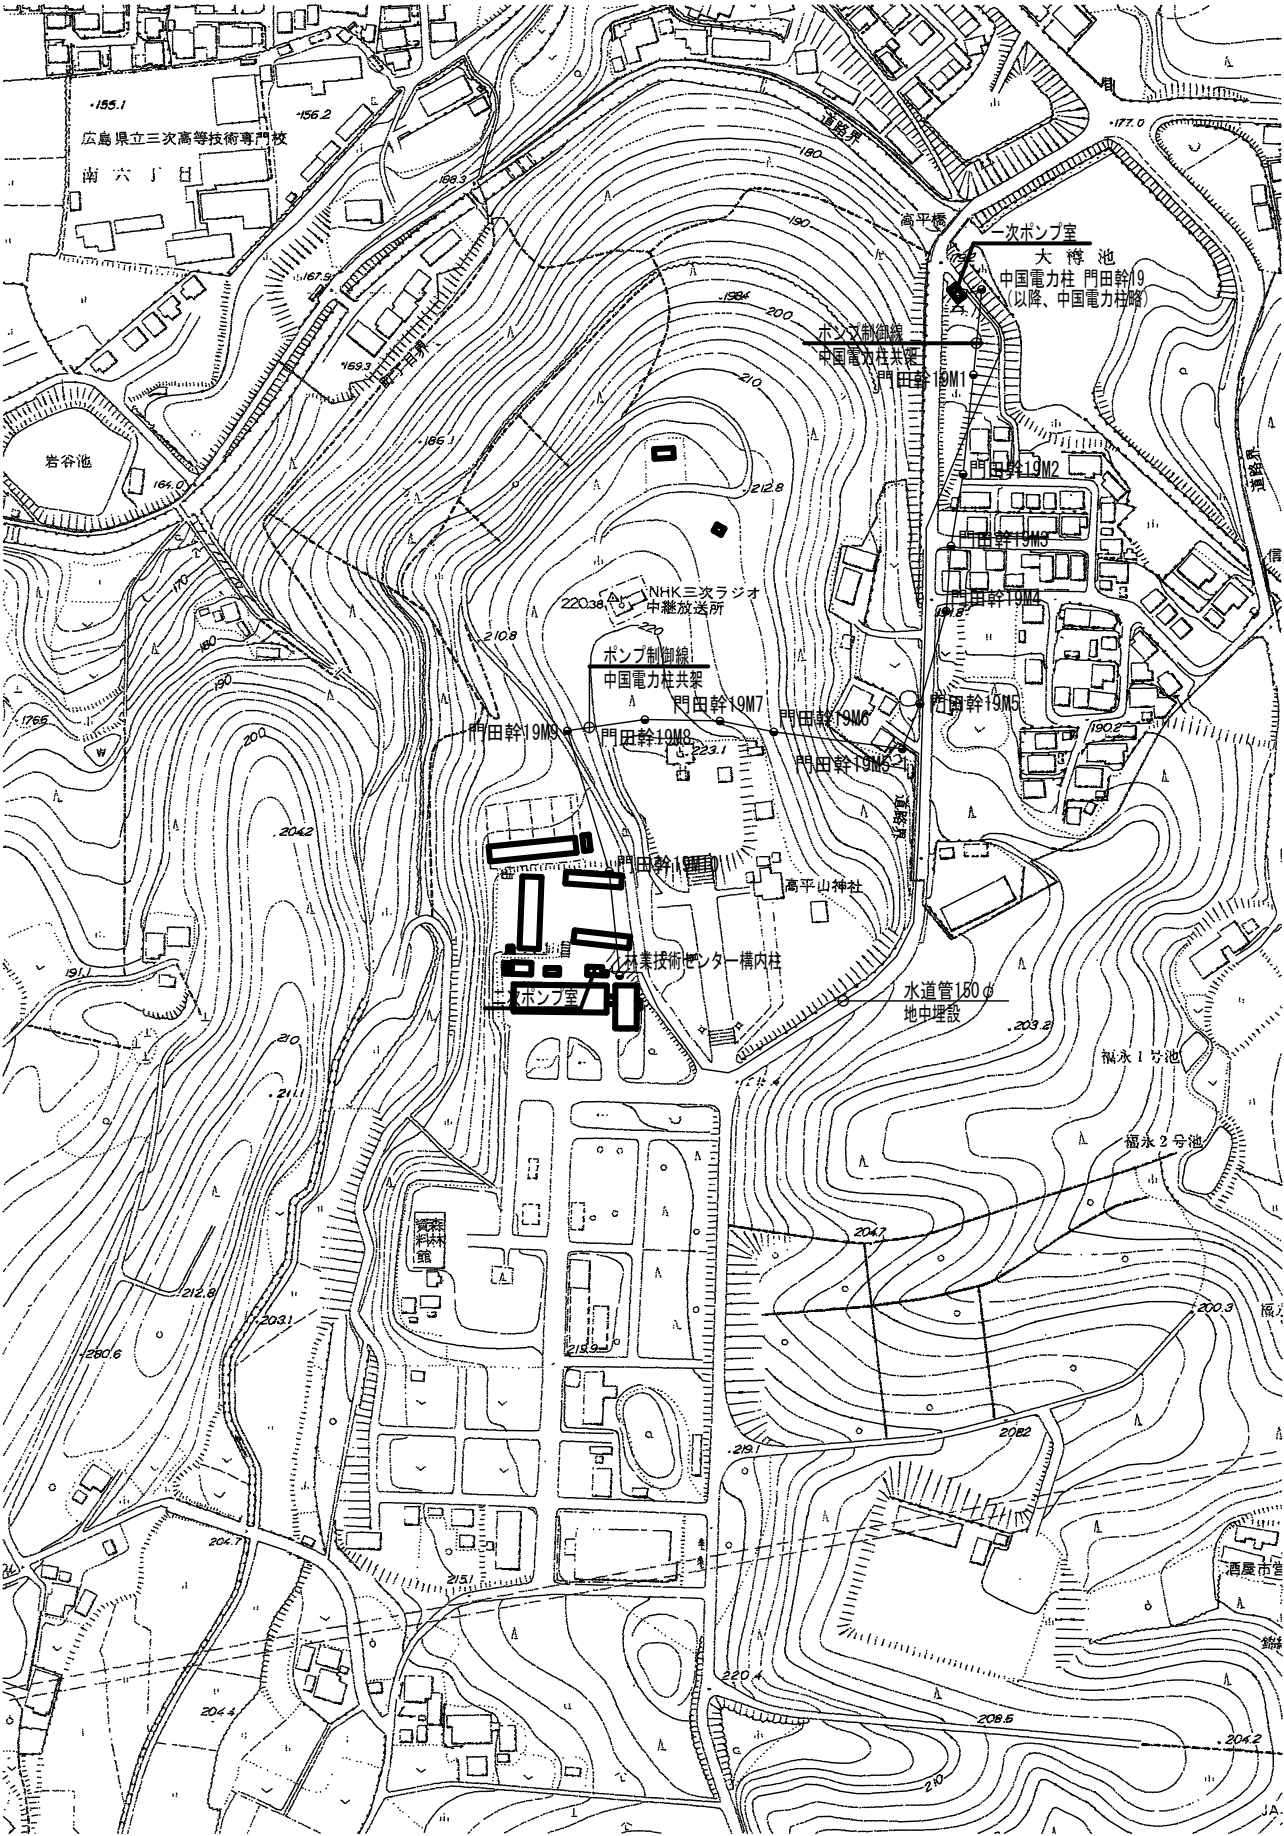 155.1
156.2
広島県立三次高等技術専門校
道路界
177.0
180
188.3
高平橋
190
一次ポンプ室
大樽池
中国電力柱 門田幹19
(以降、中国電力柱略)
167.9
198.4
200
ポンプ制御線
中国電力柱共架
169.3
町丁目界
門田幹19M1
210
186.1
岩谷池
164.0
道路界
門田幹19M2
212.8
門田幹19M3
信
170
NHK三次ラジオ
中継放送所
220.38
門田幹19M4
220
180
210.8
ポンプ制御線
中国電力柱共架
190
門田幹19M7
門田幹19M5
176.5
門田幹19M6
門田幹19M9
門田幹19M8
190.2
200
223.1
門田幹19M5-1
道路界
204.2
門田幹19M10
高平山神社
林業技術センター構内柱
191.1
水道管150φ
地中埋設
二次ポンプ室
203.2
210
福永1号池
211.1
福永2号池
森林
資料館
204.7
212.8
203.1
200.3
219.9
280.6
208.2
219.1
204.7
酒屋市営
215.1
220.4
204.4
208.5
204.2
210
JA